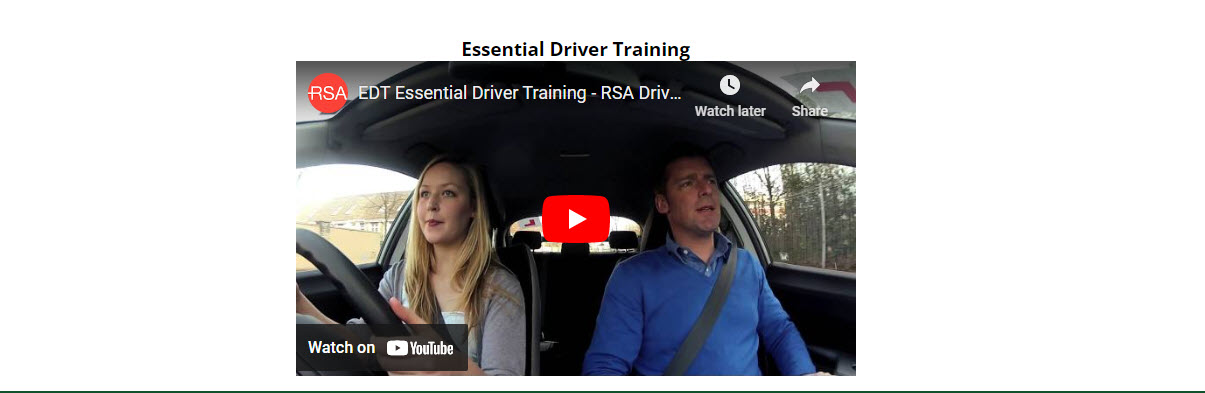 Essential Driver Training
RSA
EDT Essential Driver Training - RSA Driv...
Watch later
Share
Watch on YouTube